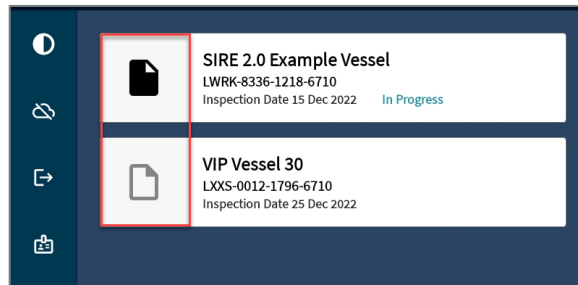 SIRE 2.0 Example Vessel
LWRK-8336-1218-6710
Inspection Date 15 Dec 2022 In Progress
VIP Vessel 30
LXXS-0012-1796-6710
Inspection Date 25 Dec 2022